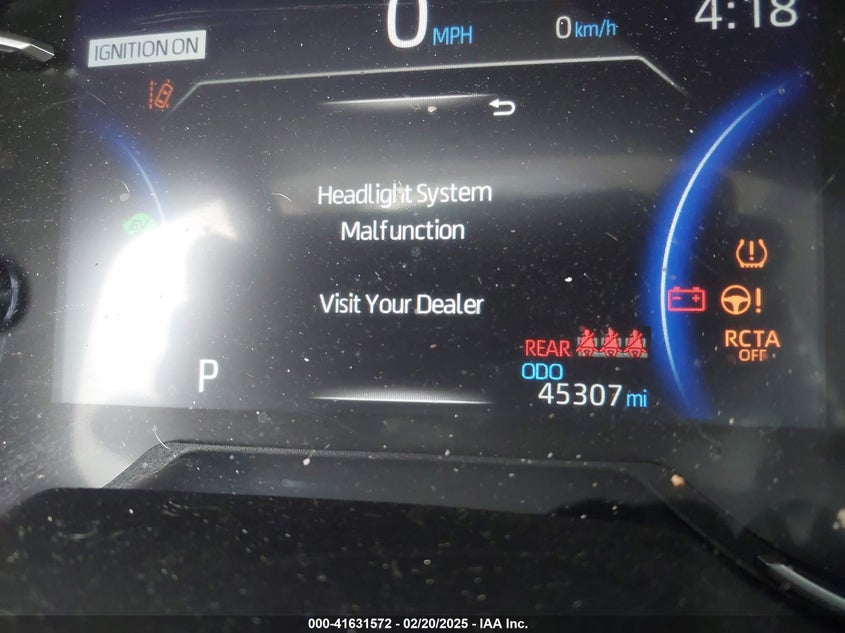 IGNITION ON
0 MPH
0 km/h
4:18
Headlight System
Malfunction
Visit Your Dealer
EV
REAR
RCTA
OFF
P
ODO
45307 mi
000-41631572 - 02/20/2025 - IAA Inc.